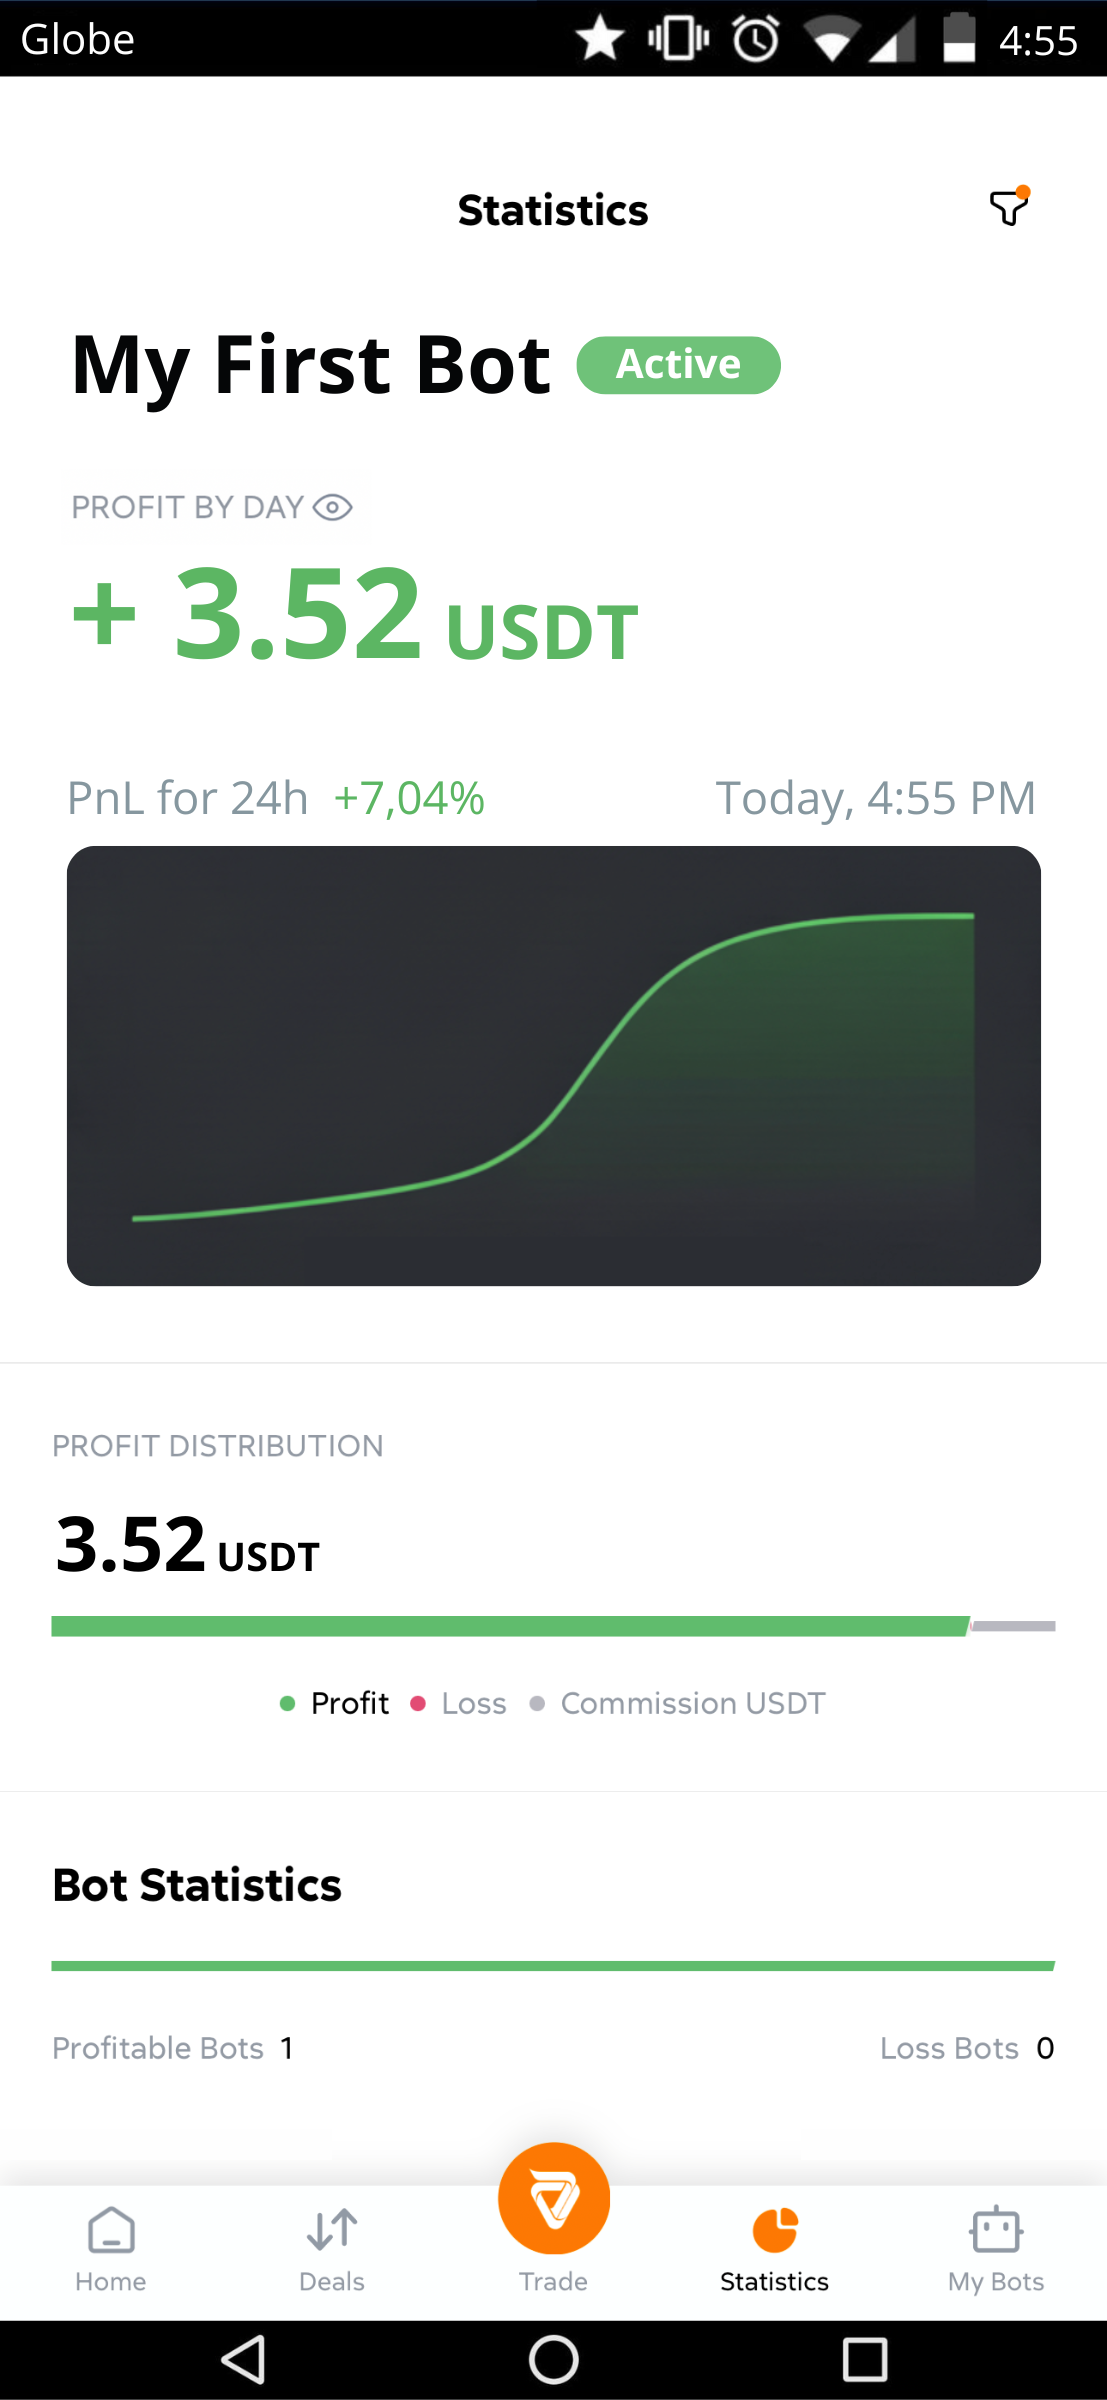 Globe 4:55
Statistics
My First Bot Active
PROFIT BY DAY
+ 3.52 USDT
PnL for 24h +7,04% Today, 4:55 PM
PROFIT DISTRIBUTION
3.52 USDT
Profit Loss Commission USDT
Bot Statistics
Profitable Bots 1 Loss Bots 0
Home Deals Trade Statistics My Bots